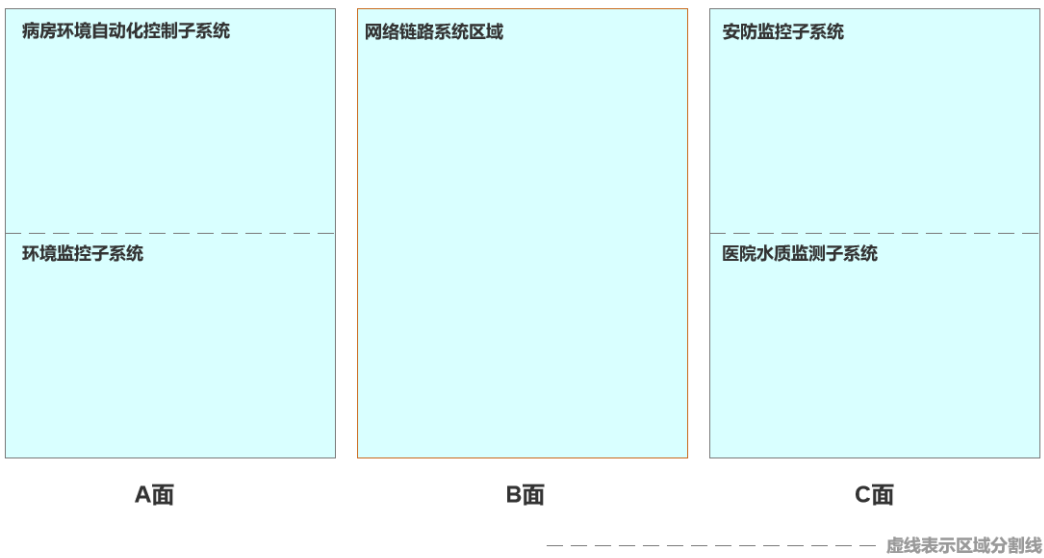 病房环境自动化控制子系统
环境监控子系统
A面
网络链路系统区域
B面
安防监控子系统
医院水质监测子系统
C面
虚线表示区域分割线